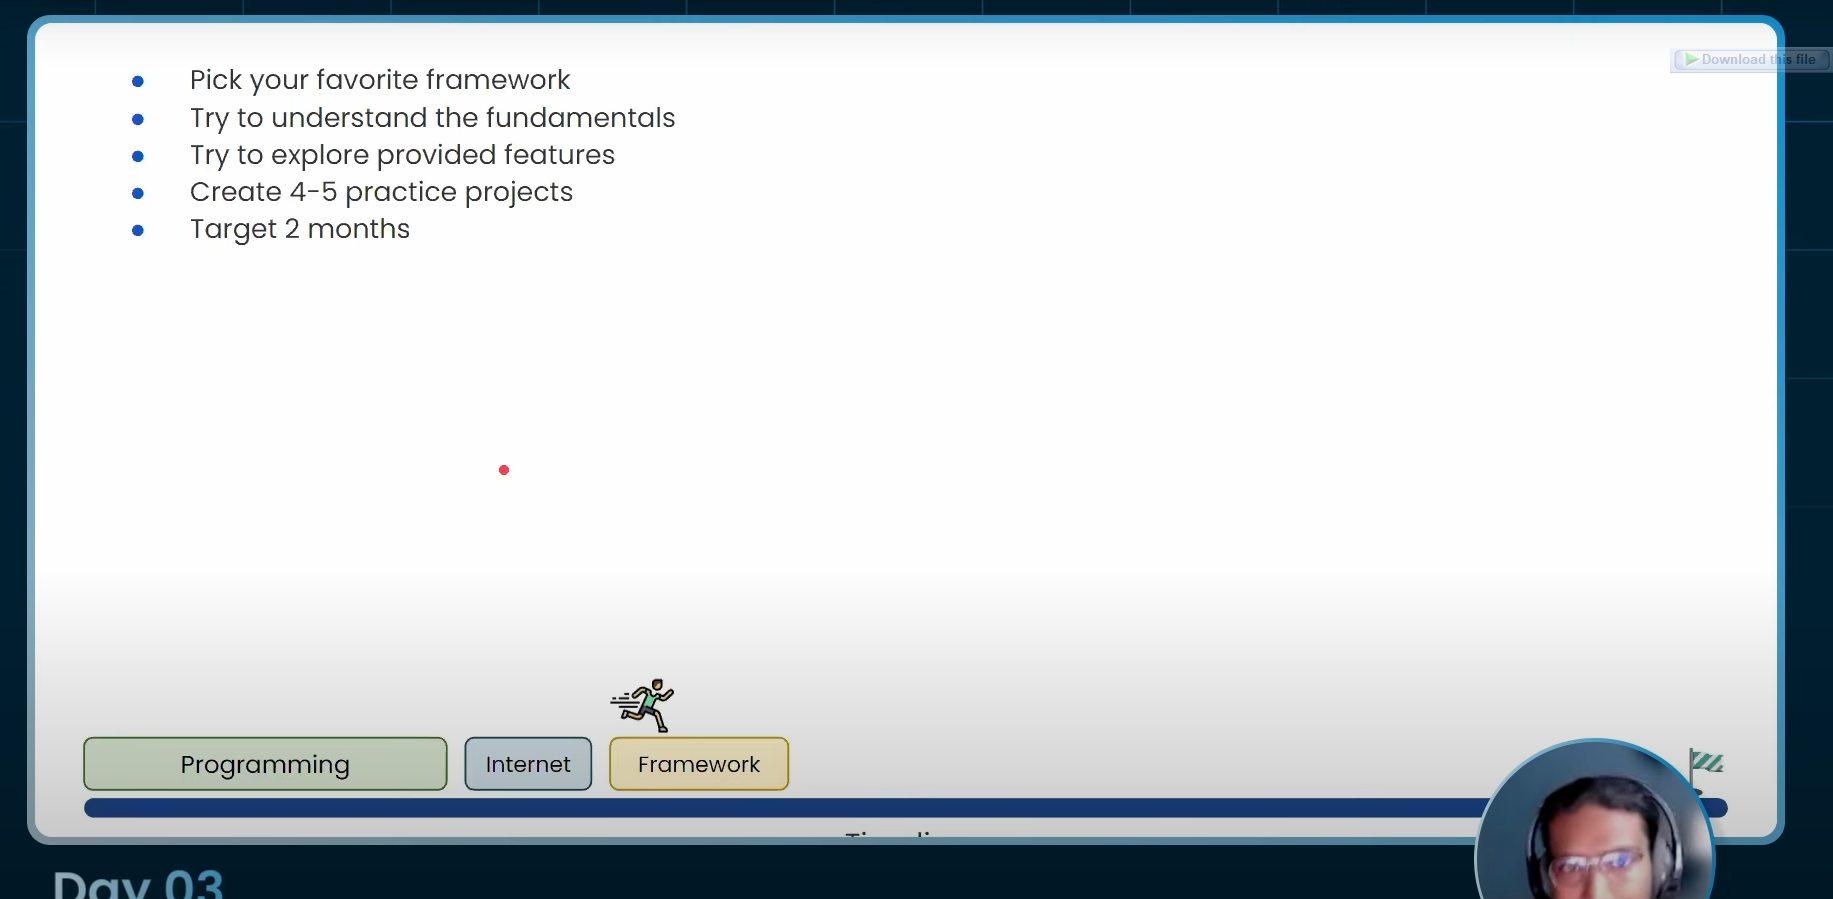 Pick your favorite framework
Download this file
Try to understand the fundamentals
Try to explore provided features
Create 4-5 practice projects
Target 2 months
Programming
Internet
Framework
Day 03